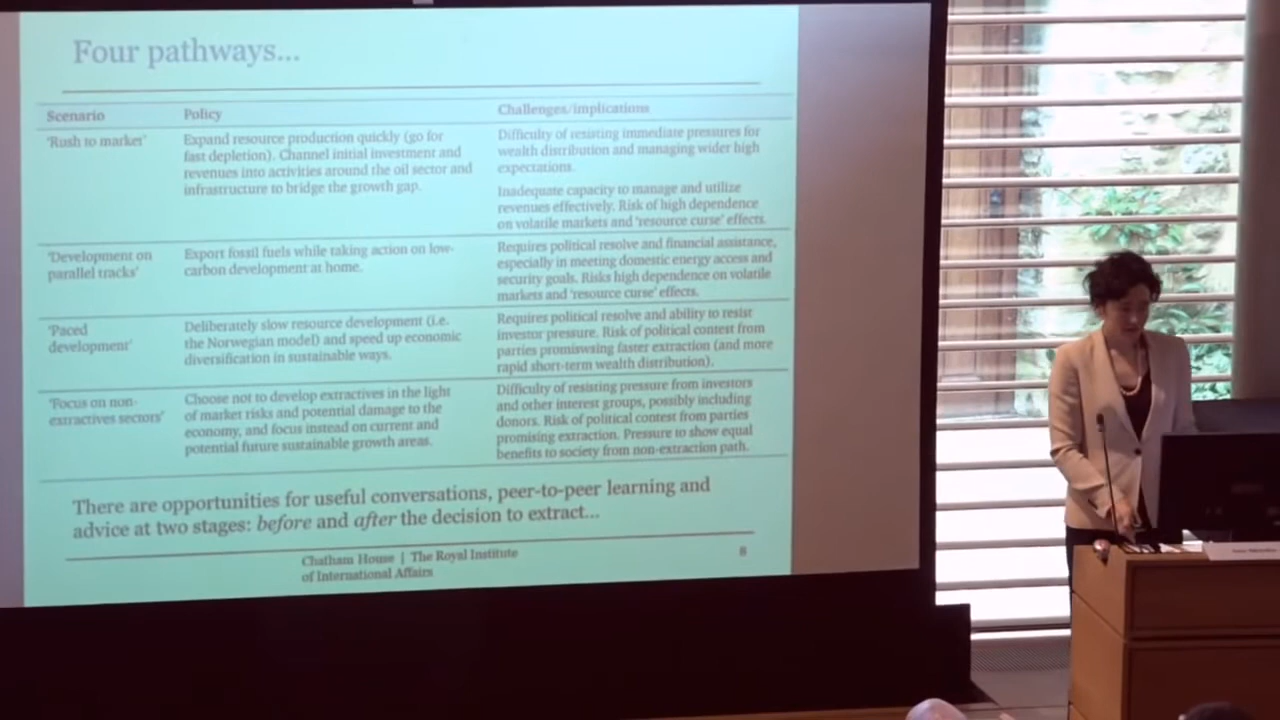 Four pathways...
Scenario
Policy
Challenges/implications
'Rush to market'
Expand resource production quickly (go for
fast depletion). Channel initial investment and
revenues into activities around the oil sector and
infrastructure to bridge the growth gap.
Difficulty of resisting immediate pressures for
wealth distribution and managing wider high
expectations.
Inadequate capacity to manage and utilize
revenues effectively. Risk of high dependence
on volatile markets and 'resource curse' effects.
'Development on
parallel tracks'
Export fossil fuels while taking action on low-
carbon development at home.
Requires political resolve and financial assistance,
especially in meeting domestic energy access and
security goals. Risks high dependence on volatile
markets and 'resource curse' effects.
'Paced
development'
Deliberately slow resource development (i.e.
the Norwegian model) and speed up economic
diversification in sustainable ways.
Requires political resolve and ability to resist
investor pressure. Risk of political contest from
parties promiswsing faster extraction (and more
rapid short-term wealth distribution).
'Focus on non-
extractives sectors'
Choose not to develop extractives in the light
of market risks and potential damage to the
economy, and focus instead on current and
potential future sustainable growth areas.
Difficulty of resisting pressure from investors
and other interest groups, possibly including
donors. Risk of political contest from parties
promising extraction. Pressure to show equal
benefits to society from non-extraction path.
There are opportunities for useful conversations, peer-to-peer learning and
advice at two stages: before and after the decision to extract...
Chatham House | The Royal Institute
of International Affairs
8